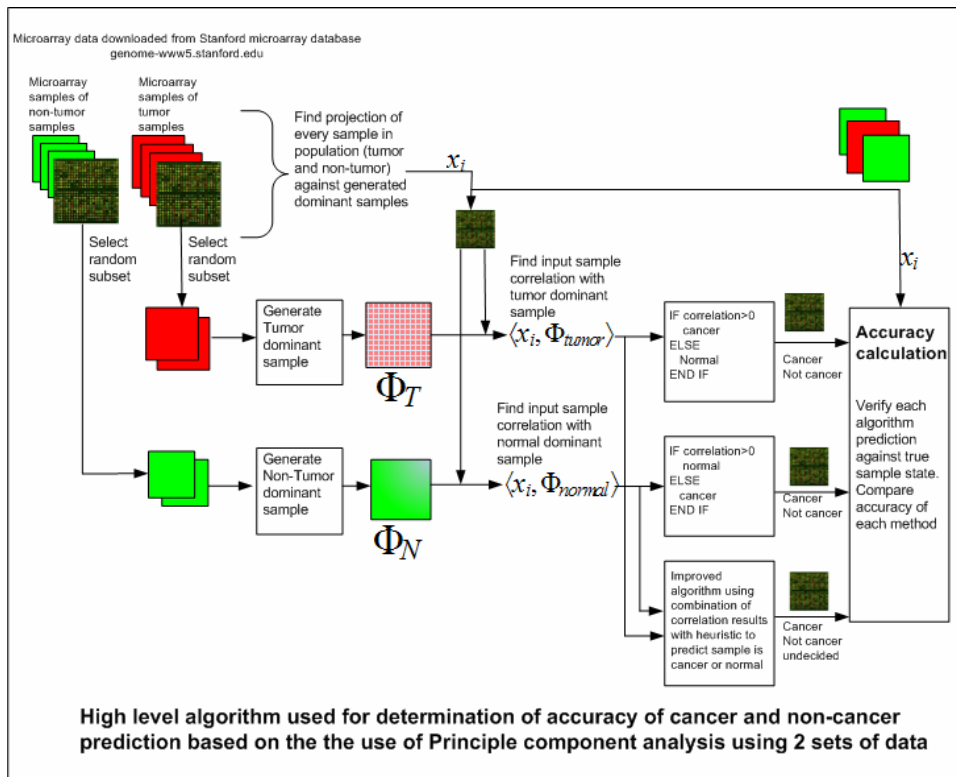 Microarray data downloaded from Stanford microarray database
genome-www5.stanford.edu
Microarray
samples of
non-tumor
samples
Microarray
samples of
tumor
samples
Find projection of
every sample in
population (tumor
and non-tumor)
against generated
dominant samples
x_i
x_i
Select
random
subset
Select
random
subset
Find input sample
correlation with
tumor dominant
sample
Generate
Tumor
dominant
sample
Φ_T
⟨x_i, Φ_tumor⟩
IF correlation>0
cancer
ELSE
Normal
END IF
Cancer
Not cancer
Accuracy
calculation
Verify each
algorithm
prediction
against true
sample state.
Compare
accuracy of
each method
Find input sample
correlation with
normal dominant
sample
Generate
Non-Tumor
dominant
sample
Φ_N
⟨x_i, Φ_normal⟩
IF correlation>0
normal
ELSE
cancer
END IF
Cancer
Not cancer
Improved
algorithm using
combination of
correlation results
with heuristic to
predict sample is
cancer or normal
Cancer
Not cancer
undecided
High level algorithm used for determination of accuracy of cancer and non-cancer
prediction based on the the use of Principle component analysis using 2 sets of data